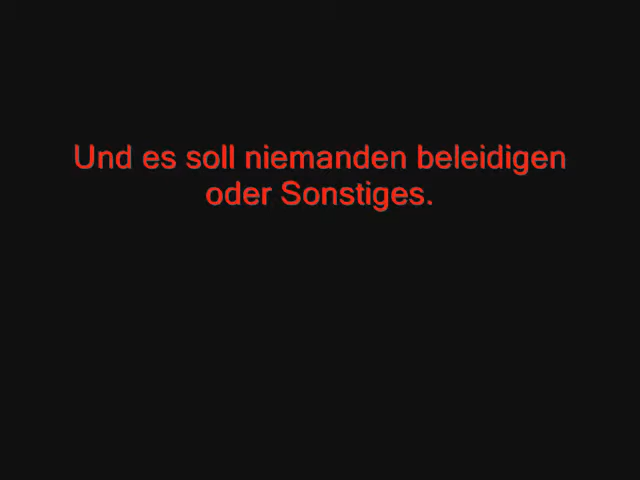 Und es soll niemanden beleidigen
oder Sonstiges.